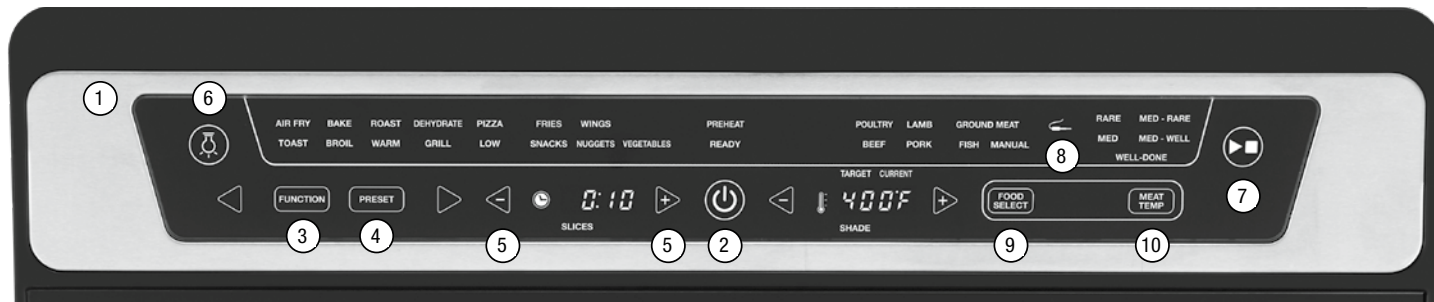 1
6
AIR FRY BAKE ROAST DEHYDRATE PIZZA FRIES WINGS PREHEAT POULTRY LAMB GROUND MEAT RARE MED - RARE
TOAST BROIL WARM GRILL LOW SNACKS NUGGETS VEGETABLES READY BEEF PORK FISH MANUAL 8 MED MED - WELL
WELL-DONE
TARGET CURRENT
7
FUNCTION PRESET - 0:10 + - 400°F + FOOD SELECT MEAT TEMP
SLICES SHADE
3 4 5 5 2 9 10